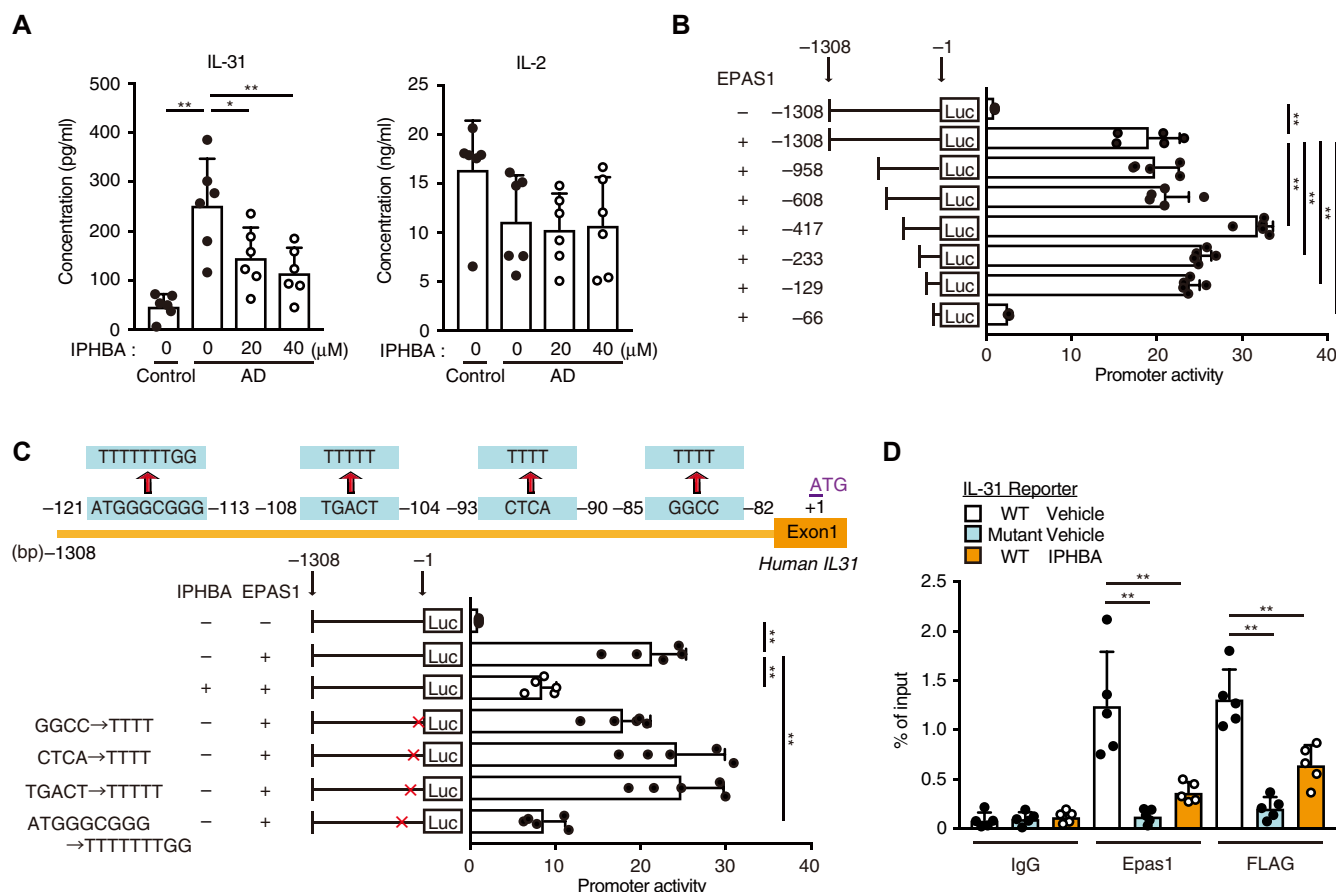 A
IL-31
Concentration (pg/ml)
500
400
300
200
100
0
**
*
**
IPHBA : 0 0 20 40 (μM)
Control AD
IL-2
Concentration (ng/ml)
25
20
15
10
5
0
0 0 20 40 (μM)
Control AD
B
−1308 −1
EPAS1
− −1308 Luc
+ −1308 Luc
+ −958 Luc
+ −608 Luc
+ −417 Luc
+ −233 Luc
+ −129 Luc
+ −66 Luc
**
**
**
**
**
0 10 20 30 40
Promoter activity
C
TTTTTTTGG TTTTT TTTT TTTT
−121 ATGGGCGGG −113 −108 TGACT −104 −93 CTCA −90 −85 GGCC −82
ATG
+1
Exon1
(bp)−1308
Human IL31
−1308 −1
IPHBA EPAS1
− − Luc
− + Luc
+ + Luc
GGCC→TTTT − + Luc
CTCA→TTTT − + Luc
TGACT→TTTTT − + Luc
ATGGGCGGG − + Luc
→TTTTTTTGG
**
**
**
0 10 20 30 40
Promoter activity
D
IL-31 Reporter
WT Vehicle
Mutant Vehicle
WT IPHBA
% of input
2.5
2.0
1.5
1.0
0.5
0
**
**
**
**
IgG Epas1 FLAG